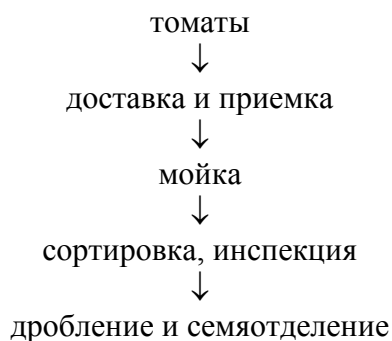 томаты
↓
доставка и приемка
↓
мойка
↓
сортировка, инспекция
↓
дробление и семяотделение